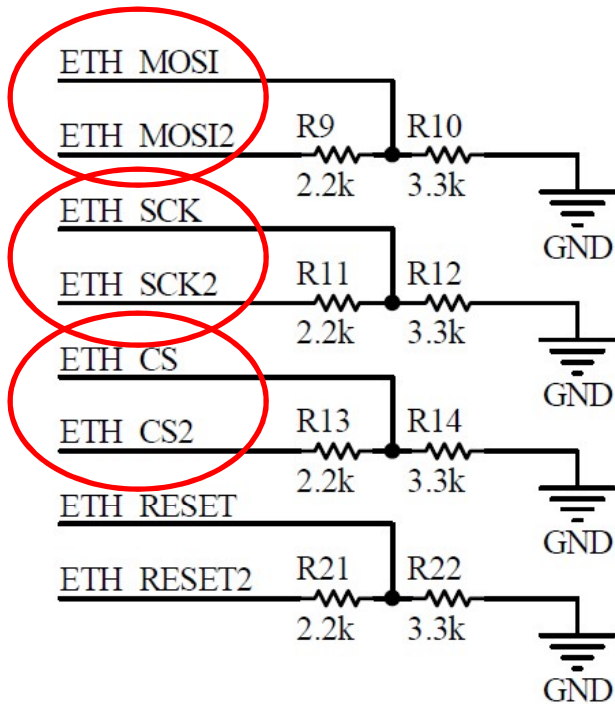 ETH MOSI
ETH MOSI2 R9 R10
2.2k 3.3k
GND
ETH SCK
ETH SCK2 R11 R12
2.2k 3.3k
GND
ETH CS
ETH CS2 R13 R14
2.2k 3.3k
GND
ETH RESET
ETH RESET2 R21 R22
2.2k 3.3k
GND